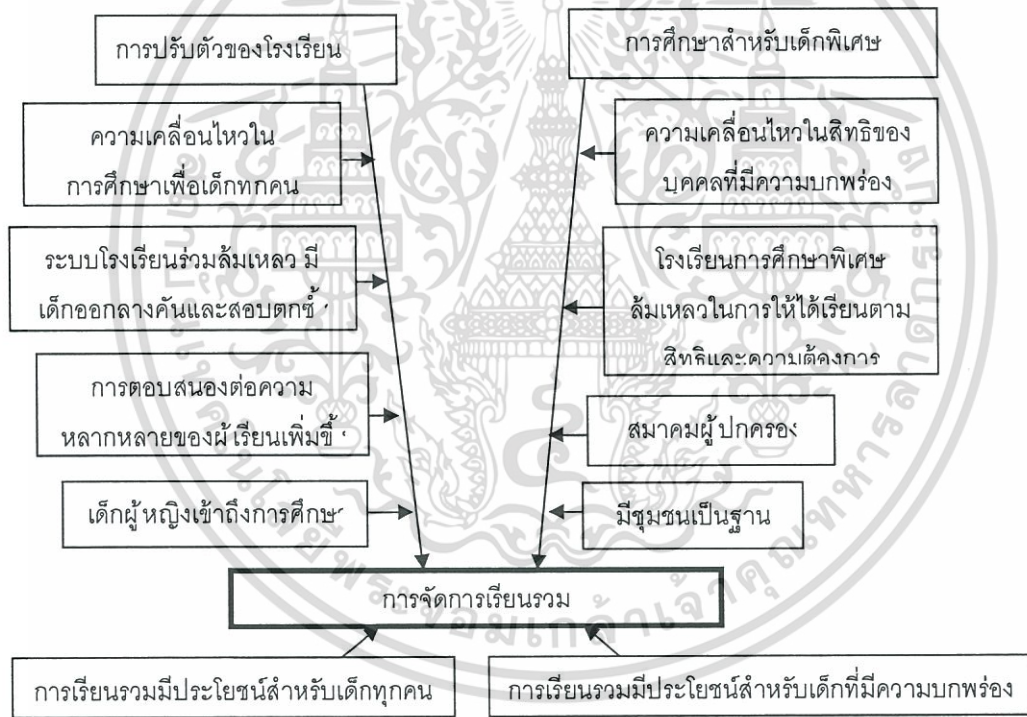 การปรับตัวของโรงเรียน
การศึกษาสำหรับเด็กพิเศษ
ความเคลื่อนไหวใน
การศึกษาเพื่อเด็กทุกคน
ความเคลื่อนไหวในสิทธิของ
บุคคลที่มีความบกพร่อง
ระบบโรงเรียนร่วมล้มเหลว มี
เด็กออกลางคันและสอบตกซ้ำ
โรงเรียนการศึกษาพิเศษ
ล้มเหลวในการให้ได้เรียนตาม
สิทธิและความต้องการ
การตอบสนองต่อความ
หลากหลายของผู้เรียนเพิ่มขึ้
สมาคมผู้ปกครอง
เด็กผู้หญิงเข้าถึงการศึกษา
มีชุมชนเป็นฐาน
การจัดการเรียนรวม
การเรียนรวมมีประโยชน์สำหรับเด็กทุกคน
การเรียนรวมมีประโยชน์สำหรับเด็กที่มีความบกพร่อง